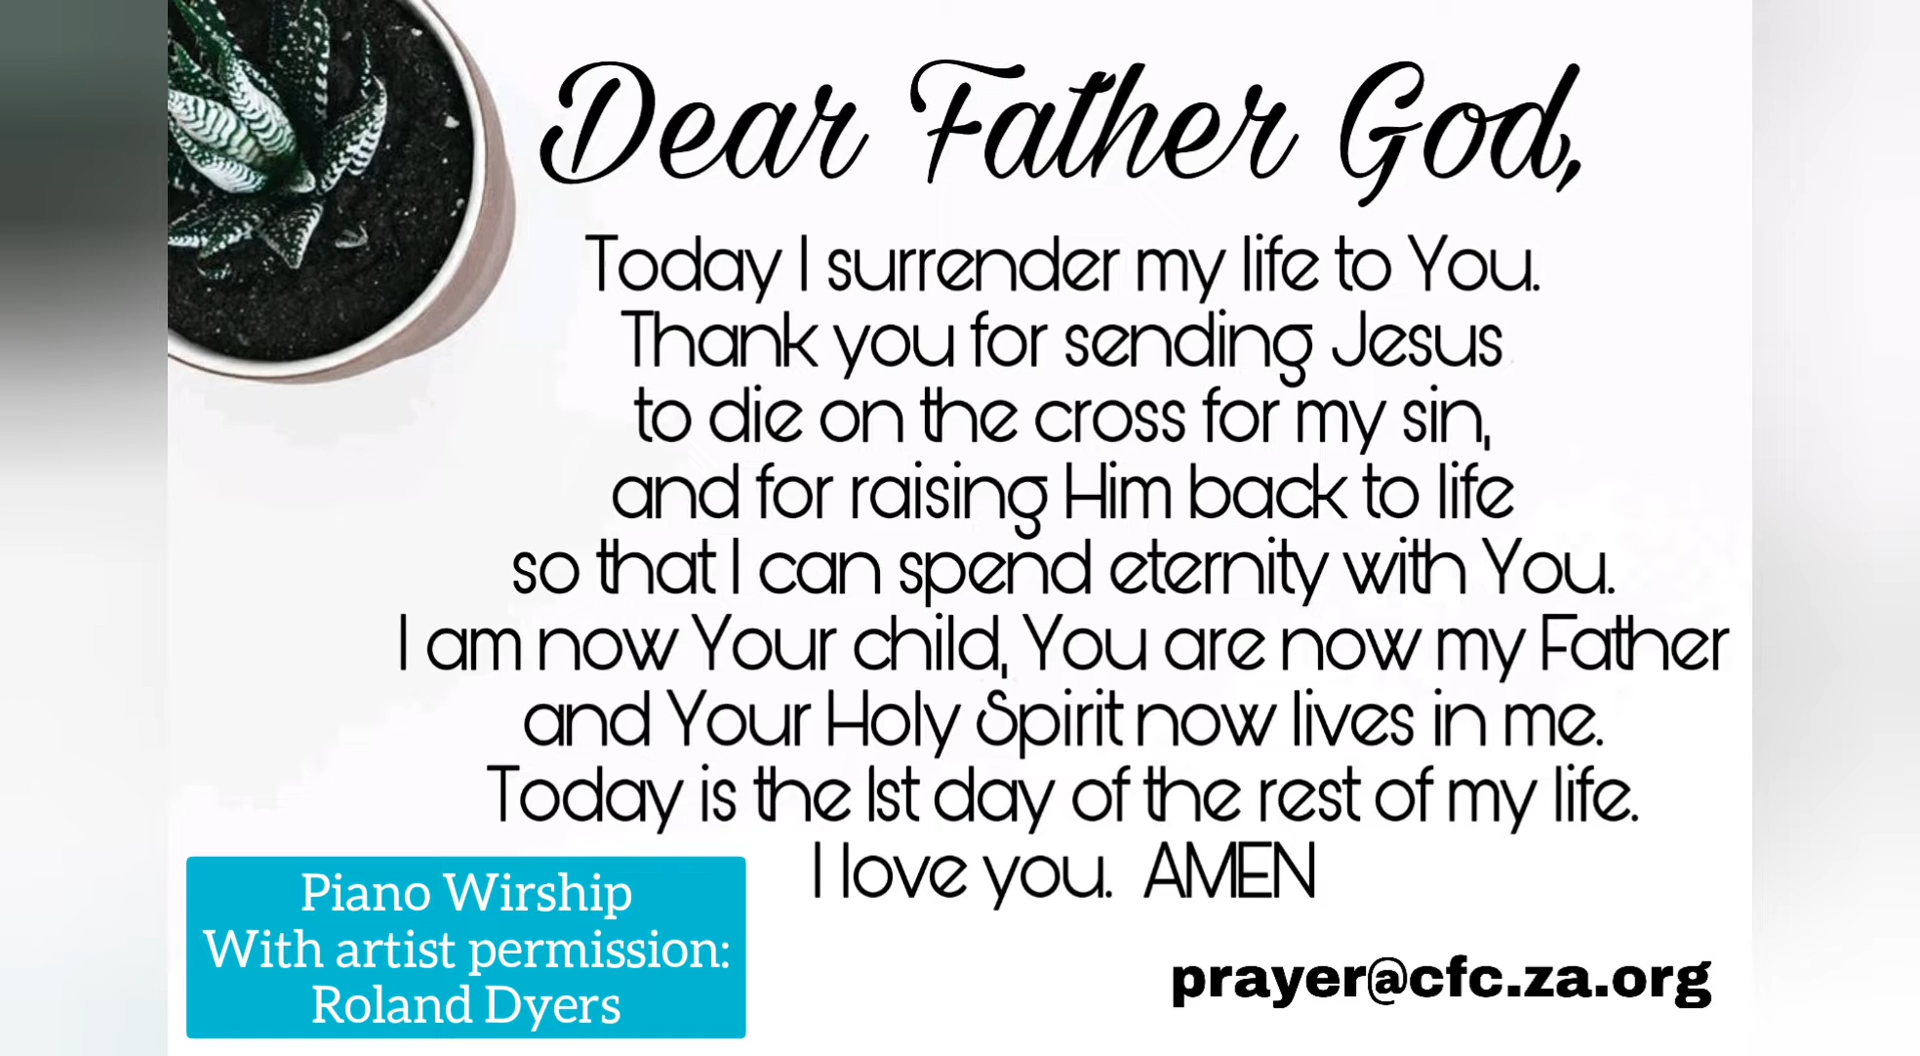 Dear Father God,
Today I surrender my life to You.
Thank you for sending Jesus
to die on the cross for my sin,
and for raising Him back to life
so that I can spend eternity with You.
I am now Your child, You are now my Father
and Your Holy Spirit now lives in me.
Today is the 1st day of the rest of my life.
I love you. AMEN
Piano Wirship
With artist permission:
Roland Dyers
prayer@cfc.za.org